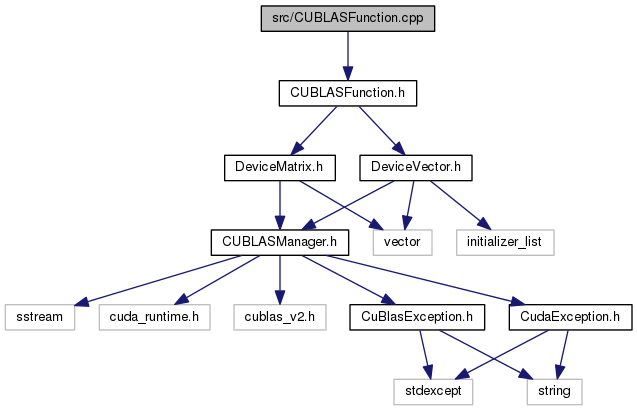 src/CUBLASFunction.cpp
CUBLASFunction.h
DeviceMatrix.h
DeviceVector.h
CUBLASManager.h
vector
initializer_list
sstream
cuda_runtime.h
cublas_v2.h
CuBlasException.h
CudaException.h
stdexcept
string